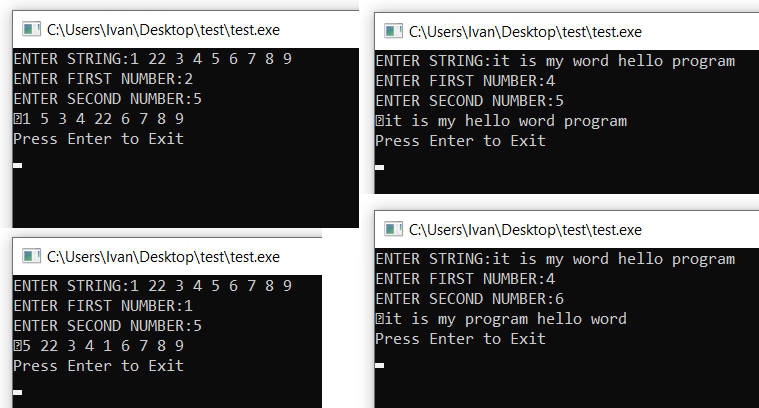 C:\Users\Ivan\Desktop\test\test.exe
ENTER STRING:1 22 3 4 5 6 7 8 9
ENTER FIRST NUMBER:2
ENTER SECOND NUMBER:5
⍰1 5 3 4 22 6 7 8 9
Press Enter to Exit
C:\Users\Ivan\Desktop\test\test.exe
ENTER STRING:it is my word hello program
ENTER FIRST NUMBER:4
ENTER SECOND NUMBER:5
⍰it is my hello word program
Press Enter to Exit
C:\Users\Ivan\Desktop\test\test.exe
ENTER STRING:1 22 3 4 5 6 7 8 9
ENTER FIRST NUMBER:1
ENTER SECOND NUMBER:5
⍰5 22 3 4 1 6 7 8 9
Press Enter to Exit
C:\Users\Ivan\Desktop\test\test.exe
ENTER STRING:it is my word hello program
ENTER FIRST NUMBER:4
ENTER SECOND NUMBER:6
⍰it is my program hello word
Press Enter to Exit